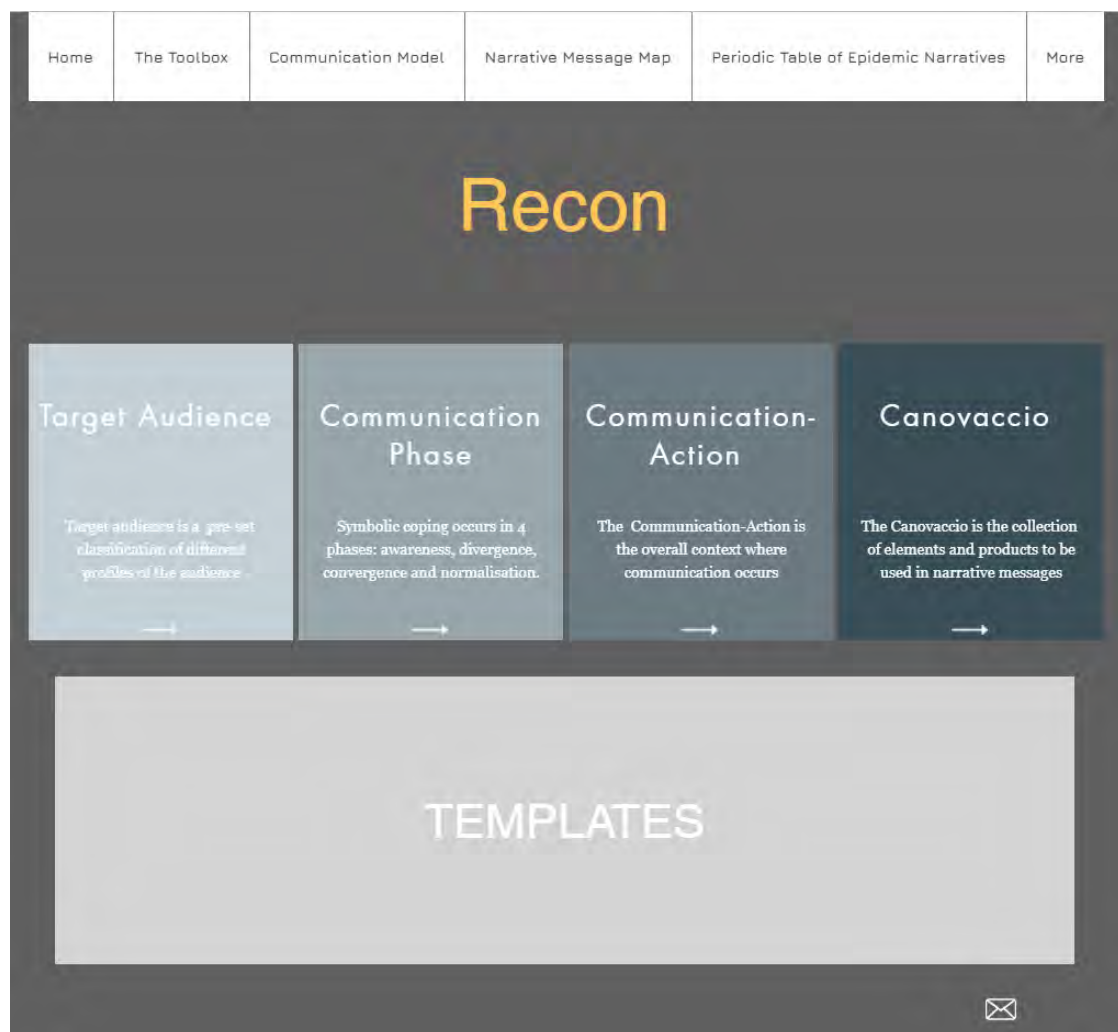 Home The Toolbox Communication Model Narrative Message Map Periodic Table of Epidemic Narratives More
Recon
Target Audience
Target audience is a pre-set
classification of different
profiles of the audience
Communication
Phase
Symbolic coping occurs in 4
phases: awareness, divergence,
convergence and normalisation.
Communication-
Action
The Communication-Action is
the overall context where
communication occurs
Canovaccio
The Canovaccio is the collection
of elements and products to be
used in narrative messages
TEMPLATES